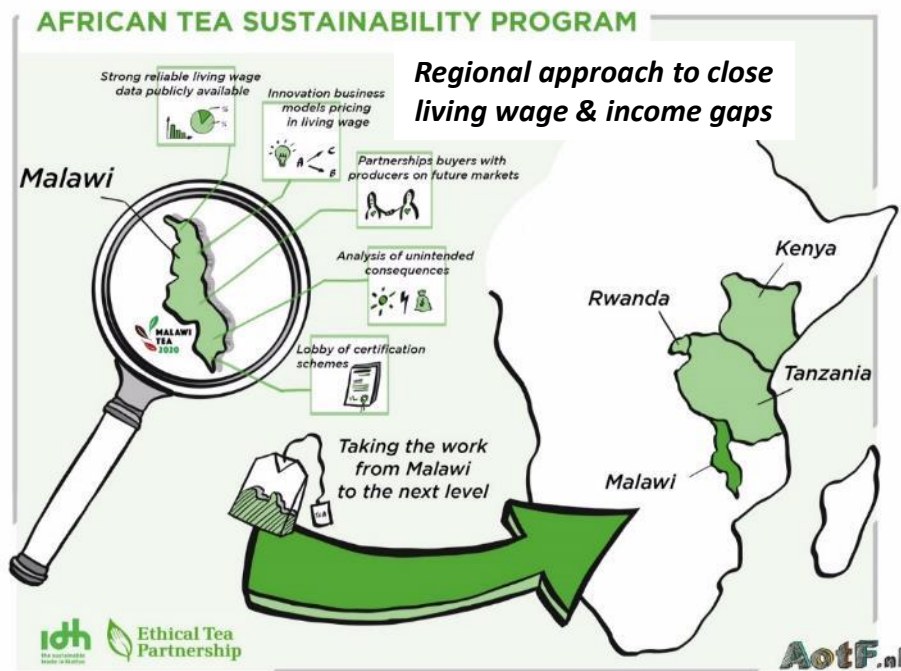 AFRICAN TEA SUSTAINABILITY PROGRAM
Regional approach to close
living wage & income gaps
Strong reliable living wage
data publicly available
Innovation business
models pricing
in living wage
A
C
B
Partnerships buyers with
producers on future markets
Analysis of unintended
consequences
Lobby of certification
schemes
Malawi
MALAWI
TEA
2020
Taking the work
from Malawi
to the next level
TEA
Kenya
Rwanda
Tanzania
Malawi
idh
the sustainable
trade initiative
Ethical Tea
Partnership
AotF.nl